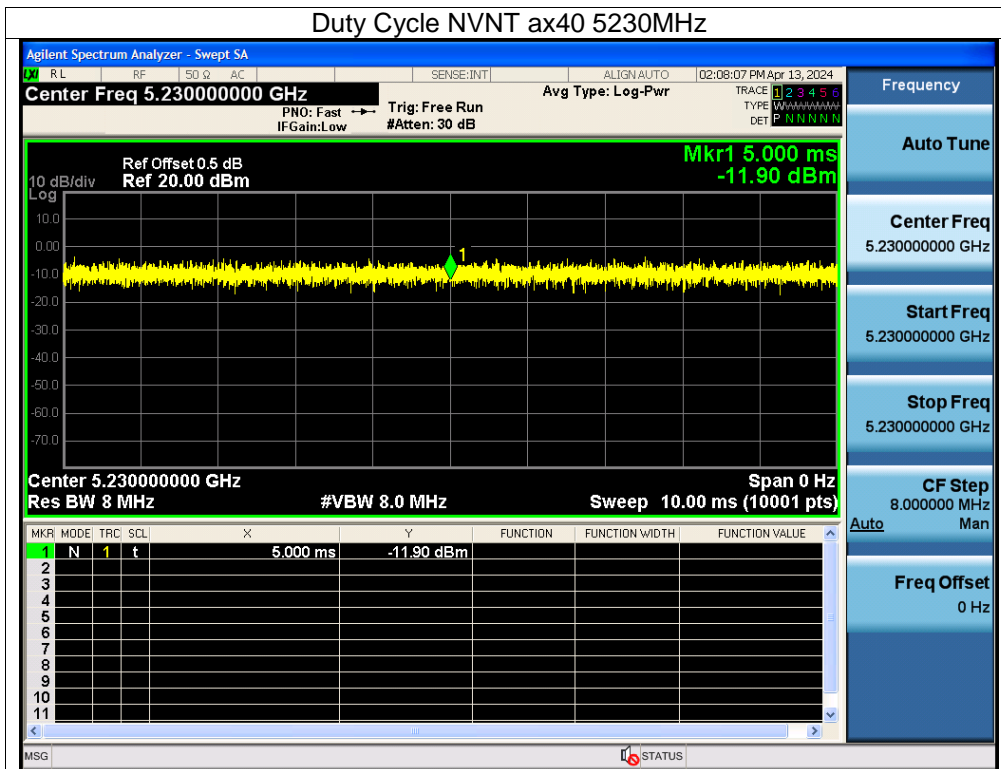 Duty Cycle NVNT ax40 5230MHz
Agilent Spectrum Analyzer - Swept SA
LXI RL RF 50 Ω AC SENSE:INT ALIGN AUTO 02:08:07 PM Apr 13, 2024
Center Freq 5.230000000 GHz
PNO: Fast
IFGain:Low
Trig: Free Run
#Atten: 30 dB
Avg Type: Log-Pwr
TRACE 1 2 3 4 5 6
TYPE WWWWWW
DET P N N N N N
Mkr1 5.000 ms
-11.90 dBm
Ref Offset 0.5 dB
Ref 20.00 dBm
10 dB/div
Log
10.0
0.00
-10.0
-20.0
-30.0
-40.0
-50.0
-60.0
-70.0
1
Center 5.230000000 GHz Span 0 Hz
Res BW 8 MHz #VBW 8.0 MHz Sweep 10.00 ms (10001 pts)
MKR MODE TRC SCL X Y FUNCTION FUNCTION WIDTH FUNCTION VALUE
1 N 1 t 5.000 ms -11.90 dBm
2
3
4
5
6
7
8
9
10
11
MSG STATUS
Frequency
Auto Tune
Center Freq
5.230000000 GHz
Start Freq
5.230000000 GHz
Stop Freq
5.230000000 GHz
CF Step
8.000000 MHz
Auto Man
Freq Offset
0 Hz